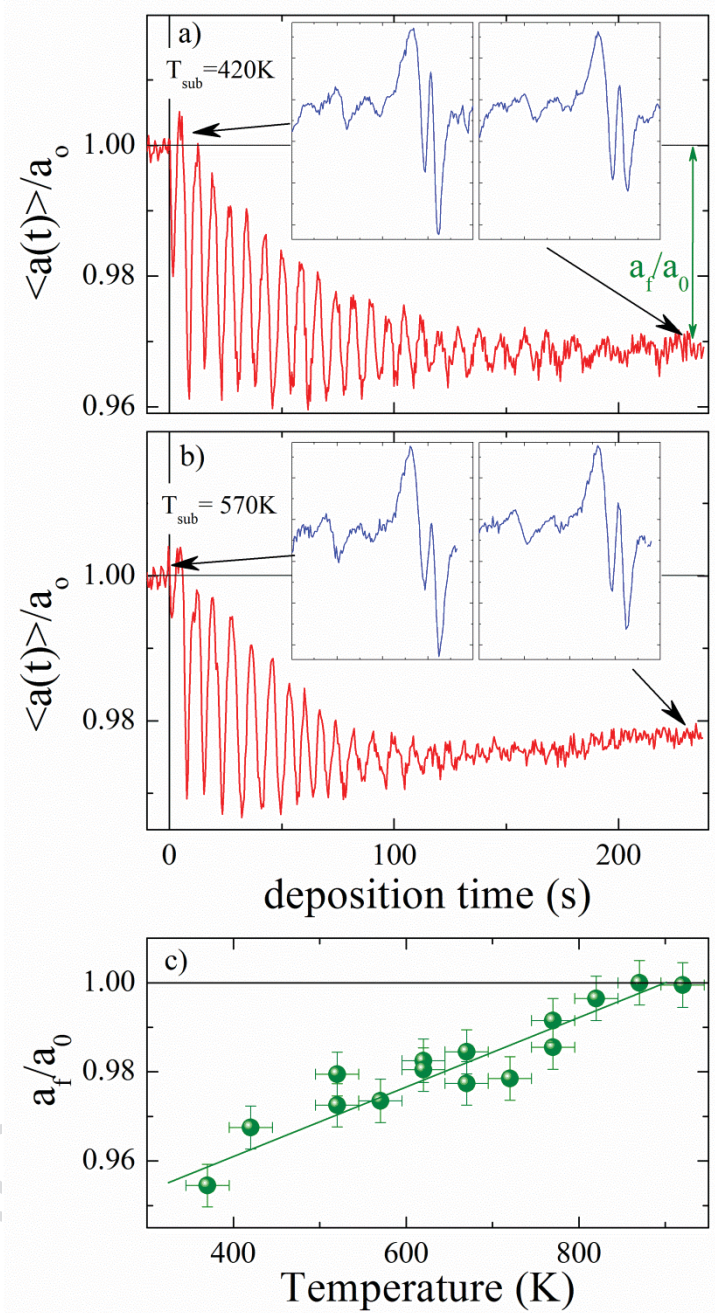 a)
T_sub=420K
1.00
0.98
0.96
<a(t)>/a_o
a_f/a_0
b)
T_sub= 570K
1.00
0.98
<a(t)>/a_o
0
100
200
deposition time (s)
c)
1.00
0.98
0.96
a_f/a_0
400
600
800
Temperature (K)